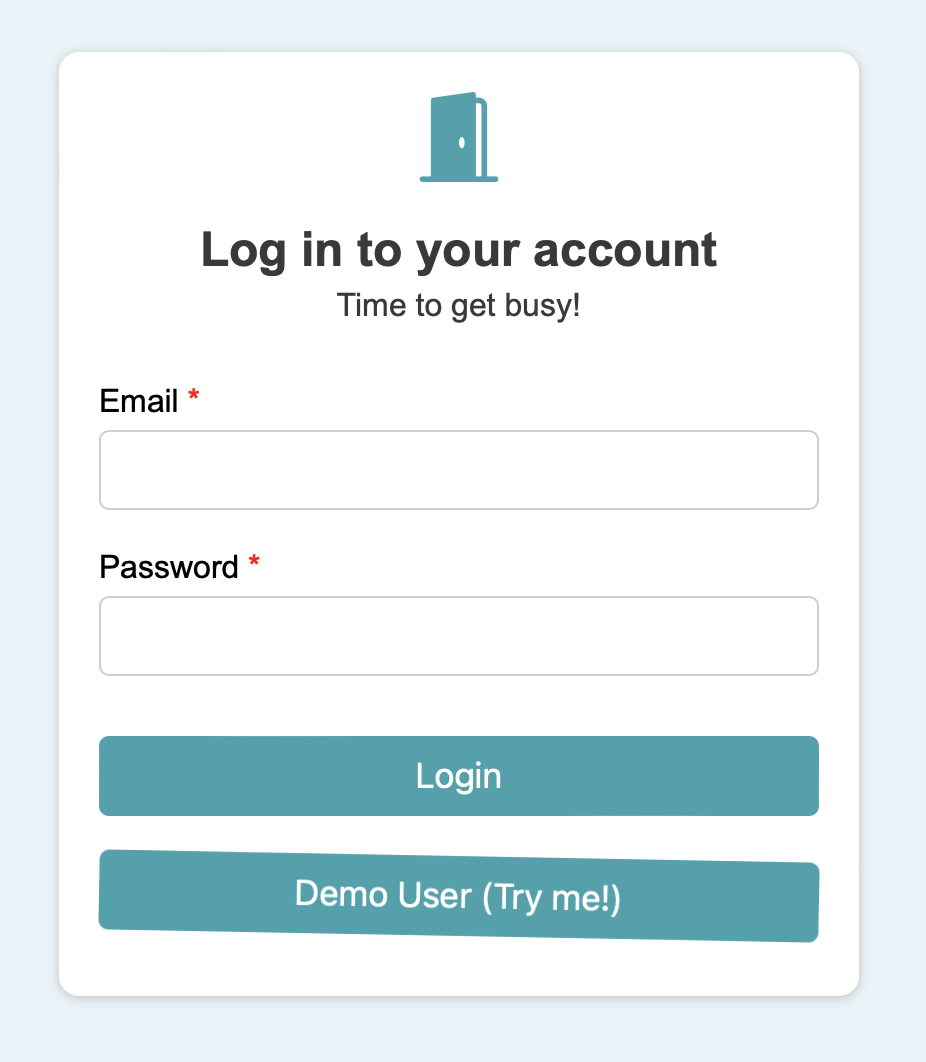 Log in to your account
Time to get busy!
Email *
Password *
Login
Demo User (Try me!)